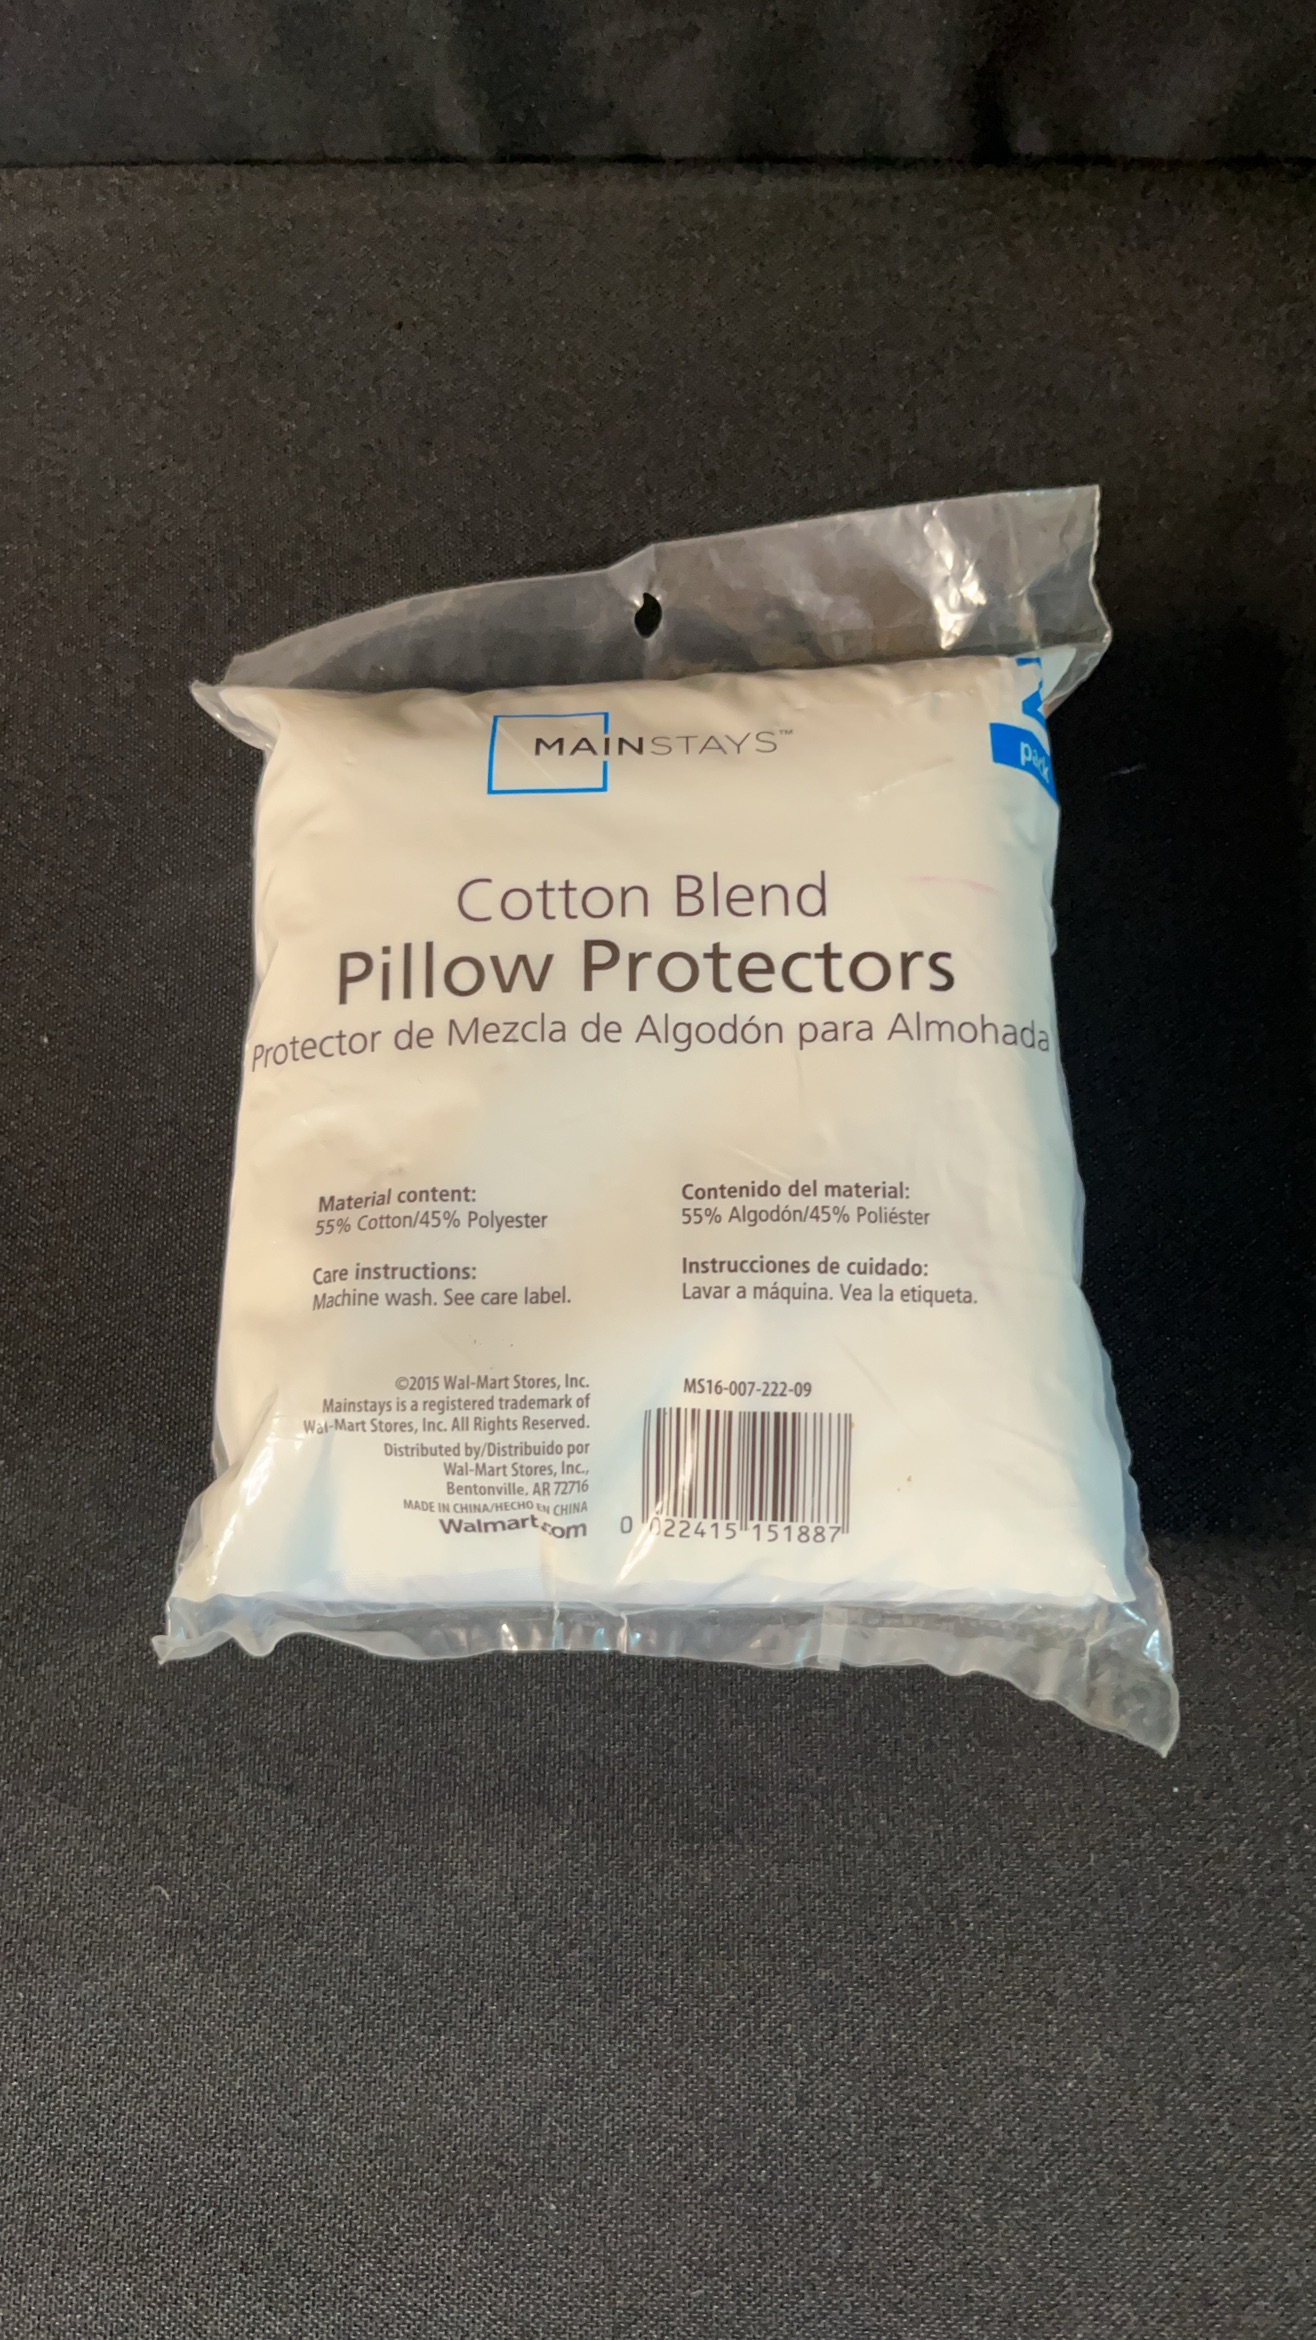 MAINSTAYS™
pack
Cotton Blend
Pillow Protectors
Protector de Mezcla de Algodón para Almohada
Material content:
55% Cotton/45% Polyester
Care instructions:
Machine wash. See care label.
Contenido del material:
55% Algodón/45% Poliéster
Instrucciones de cuidado:
Lavar a máquina. Vea la etiqueta.
©2015 Wal-Mart Stores, Inc.
Mainstays is a registered trademark of
Wal-Mart Stores, Inc. All Rights Reserved.
Distributed by/Distribuido por
Wal-Mart Stores, Inc.,
Bentonville, AR 72716
MADE IN CHINA/HECHO EN CHINA
Walmart.com
MS16-007-222-09
0 022415 151887